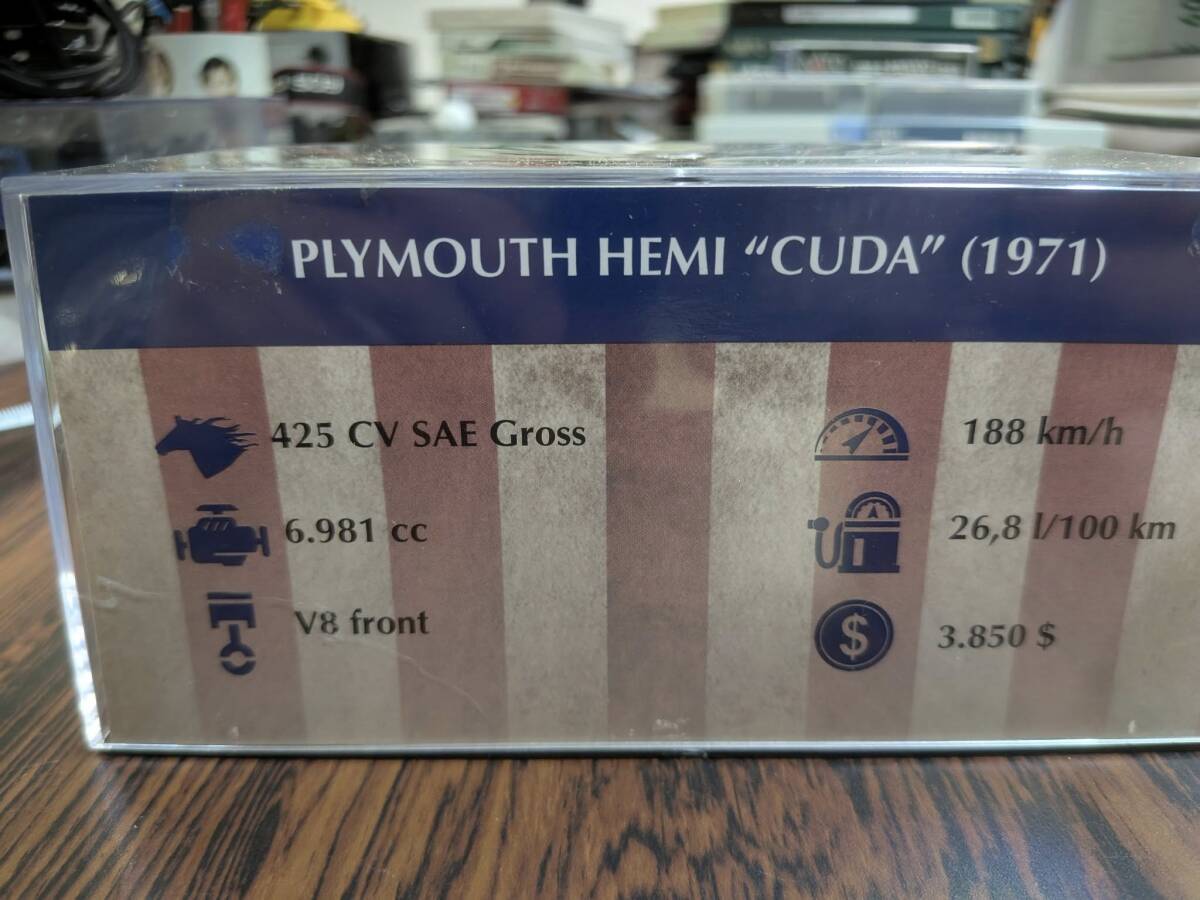 PLYMOUTH HEMI “CUDA” (1971)
425 CV SAE Gross
188 km/h
6.981 cc
26,8 l/100 km
V8 front
$ 3.850 $